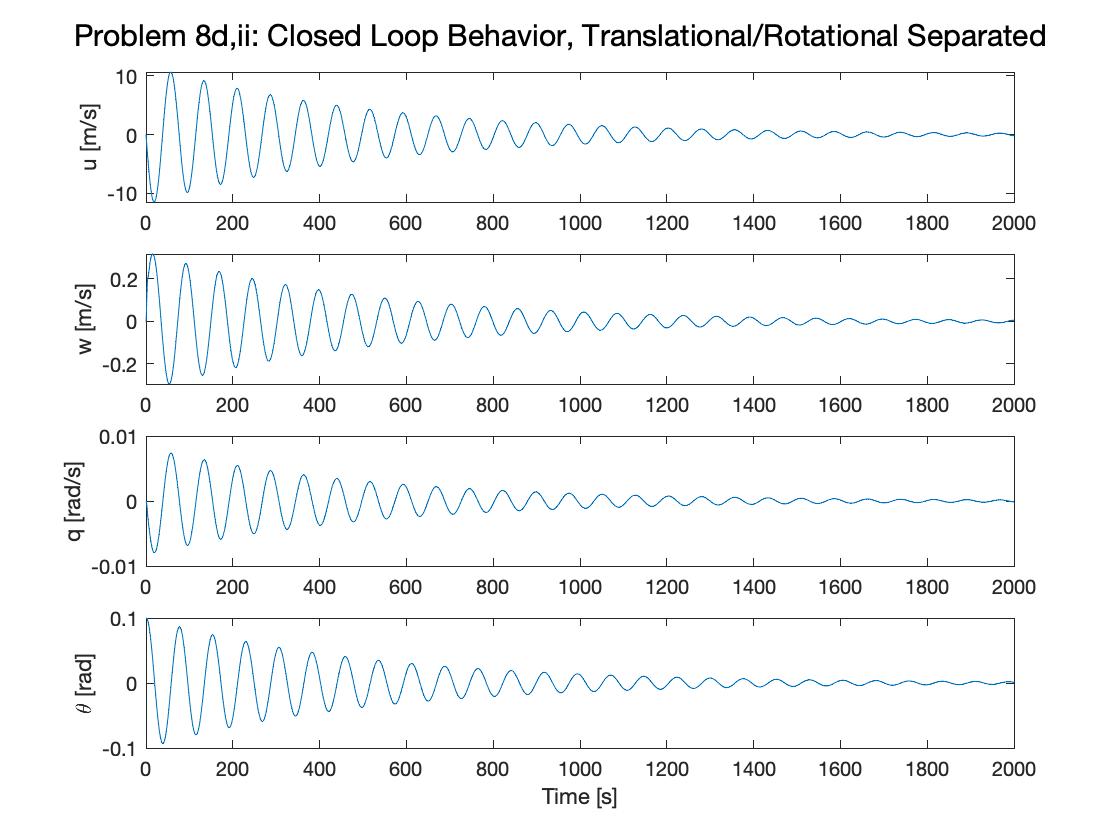 Problem 8d,ii: Closed Loop Behavior, Translational/Rotational Separated
10
0
-10
u [m/s]
0 200 400 600 800 1000 1200 1400 1600 1800 2000
0.2
0
-0.2
w [m/s]
0 200 400 600 800 1000 1200 1400 1600 1800 2000
0.01
0
-0.01
q [rad/s]
0 200 400 600 800 1000 1200 1400 1600 1800 2000
0.1
0
-0.1
θ [rad]
0 200 400 600 800 1000 1200 1400 1600 1800 2000
Time [s]